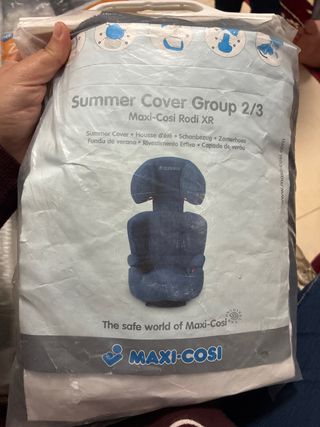 Summer Cover Group 2/3
Maxi-Cosi Rodi XR
Summer Cover • Housse d'été • Schonbezug • Zomerhoes
Funda de verano • Rivestimento Estivo • Capada de verão
The safe world of Maxi-Cosi
MAXI-COSI